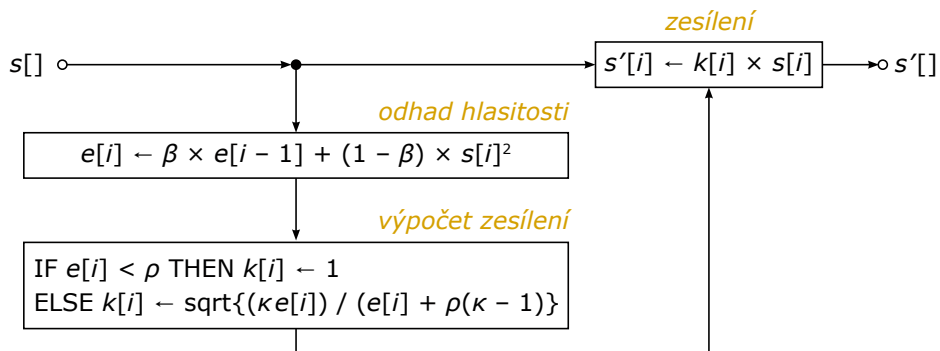 zesílení
s[]
s′[i] ← k[i] × s[i]
s′[]
odhad hlasitosti
e[i] ← β × e[i – 1] + (1 – β) × s[i]²
výpočet zesílení
IF e[i] < ρ THEN k[i] ← 1
ELSE k[i] ← sqrt{(κe[i]) / (e[i] + ρ(κ – 1)}